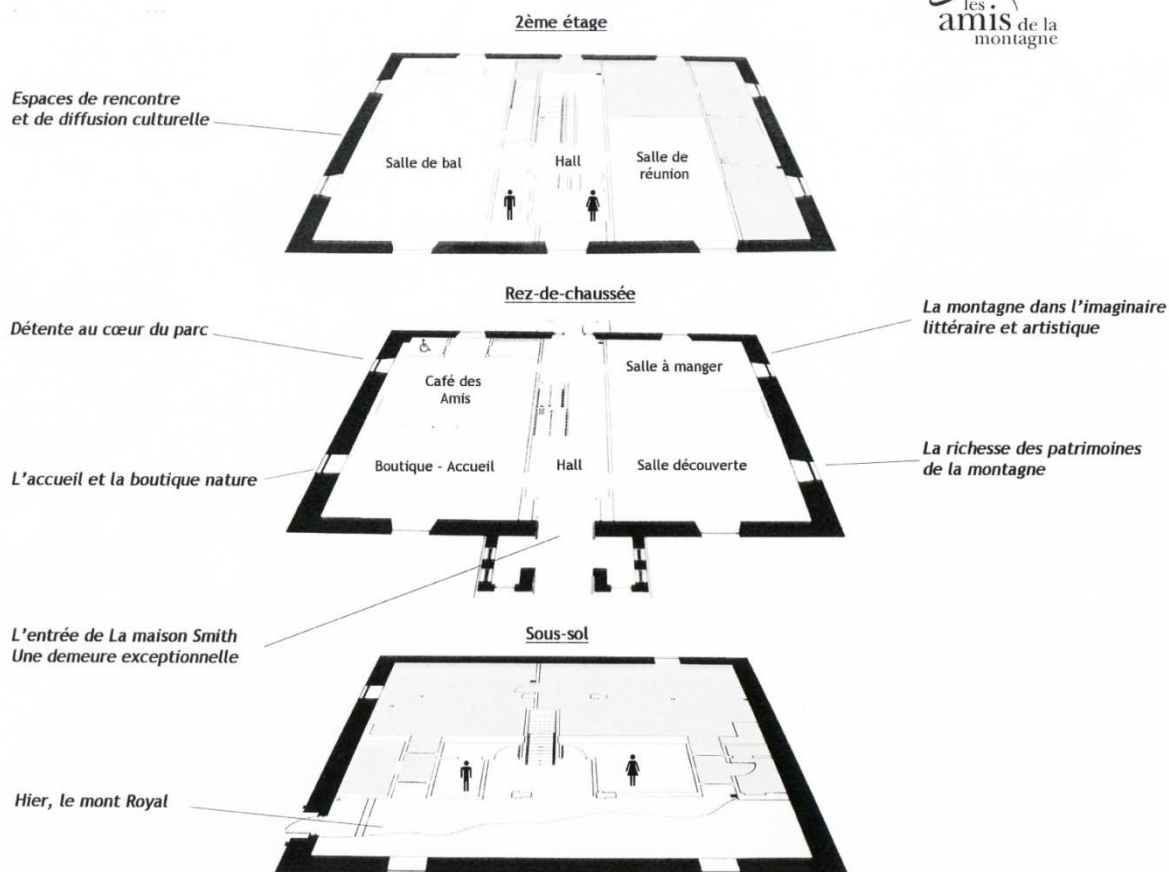 les
amis de la
montagne
2ème étage
Espaces de rencontre
et de diffusion culturelle
Salle de bal
Hall
Salle de
réunion
Rez-de-chaussée
Détente au cœur du parc
La montagne dans l'imaginaire
littéraire et artistique
Salle à manger
Café des
Amis
L'accueil et la boutique nature
Boutique - Accueil
Hall
Salle découverte
La richesse des patrimoines
de la montagne
L'entrée de La maison Smith
Une demeure exceptionnelle
Sous-sol
Hier, le mont Royal